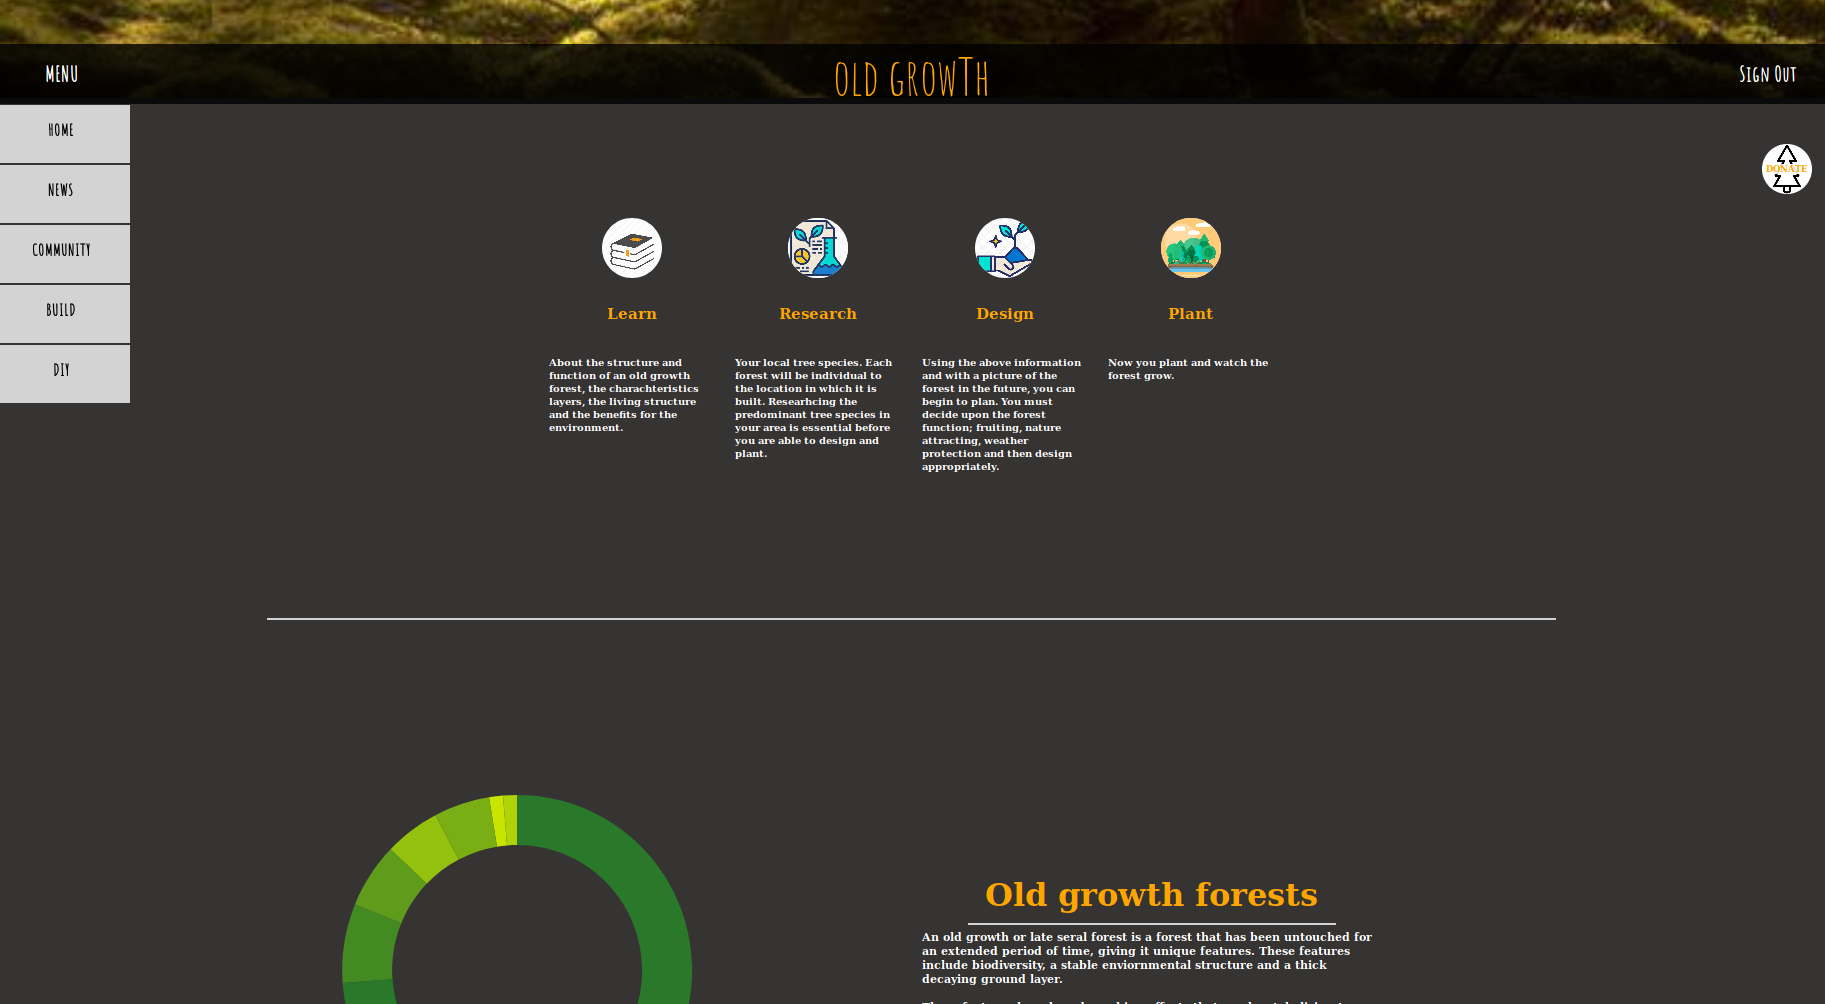 MENU
OLD GROWTH
SIGN OUT
HOME
NEWS
COMMUNITY
BUILD
DIY
DONATE
Learn
About the structure and
function of an old growth
forest, the charachteristics
layers, the living structure
and the benefits for the
environment.
Research
Your local tree species. Each
forest will be individual to
the location in which it is
built. Researhcing the
predominant tree species in
your area is essential before
you are able to design and
plant.
Design
Using the above information
and with a picture of the
forest in the future, you can
begin to plan. You must
decide upon the forest
function; fruiting, nature
attracting, weather
protection and then design
appropriately.
Plant
Now you plant and watch the
forest grow.
Old growth forests
An old growth or late seral forest is a forest that has been untouched for
an extended period of time, giving it unique features. These features
include biodiversity, a stable enviornmental structure and a thick
decaying ground layer.